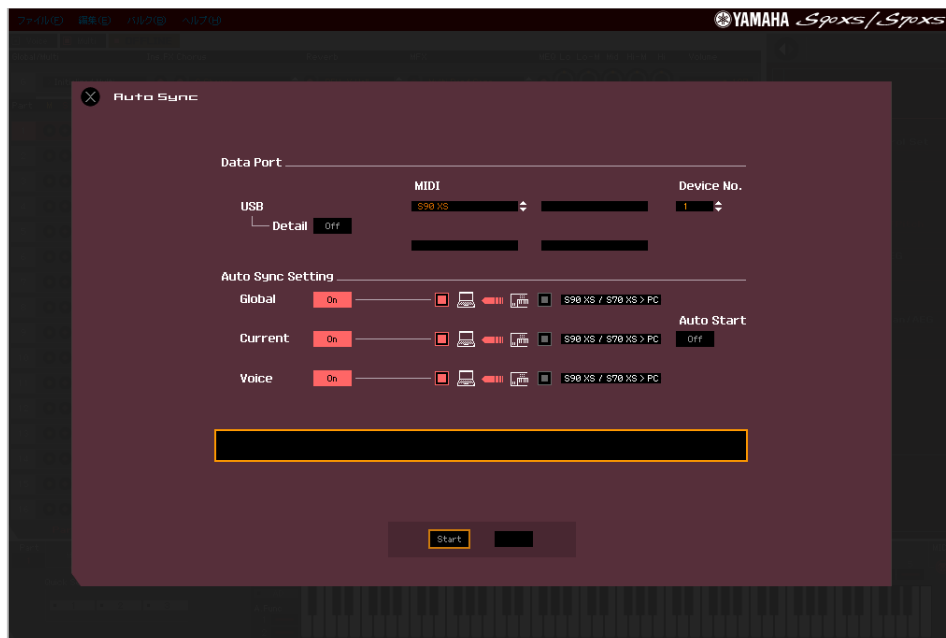 ファイル(F) 編集(E) バルク(B) ヘルプ(H)
YAMAHA S90XS/S70XS
Auto Sync
Data Port
MIDI Device No.
USB S90 XS 1
Detail Off
Auto Sync Setting
Global On S90 XS / S70 XS > PC
Auto Start
Current On S90 XS / S70 XS > PC Off
Voice On S90 XS / S70 XS > PC
Start